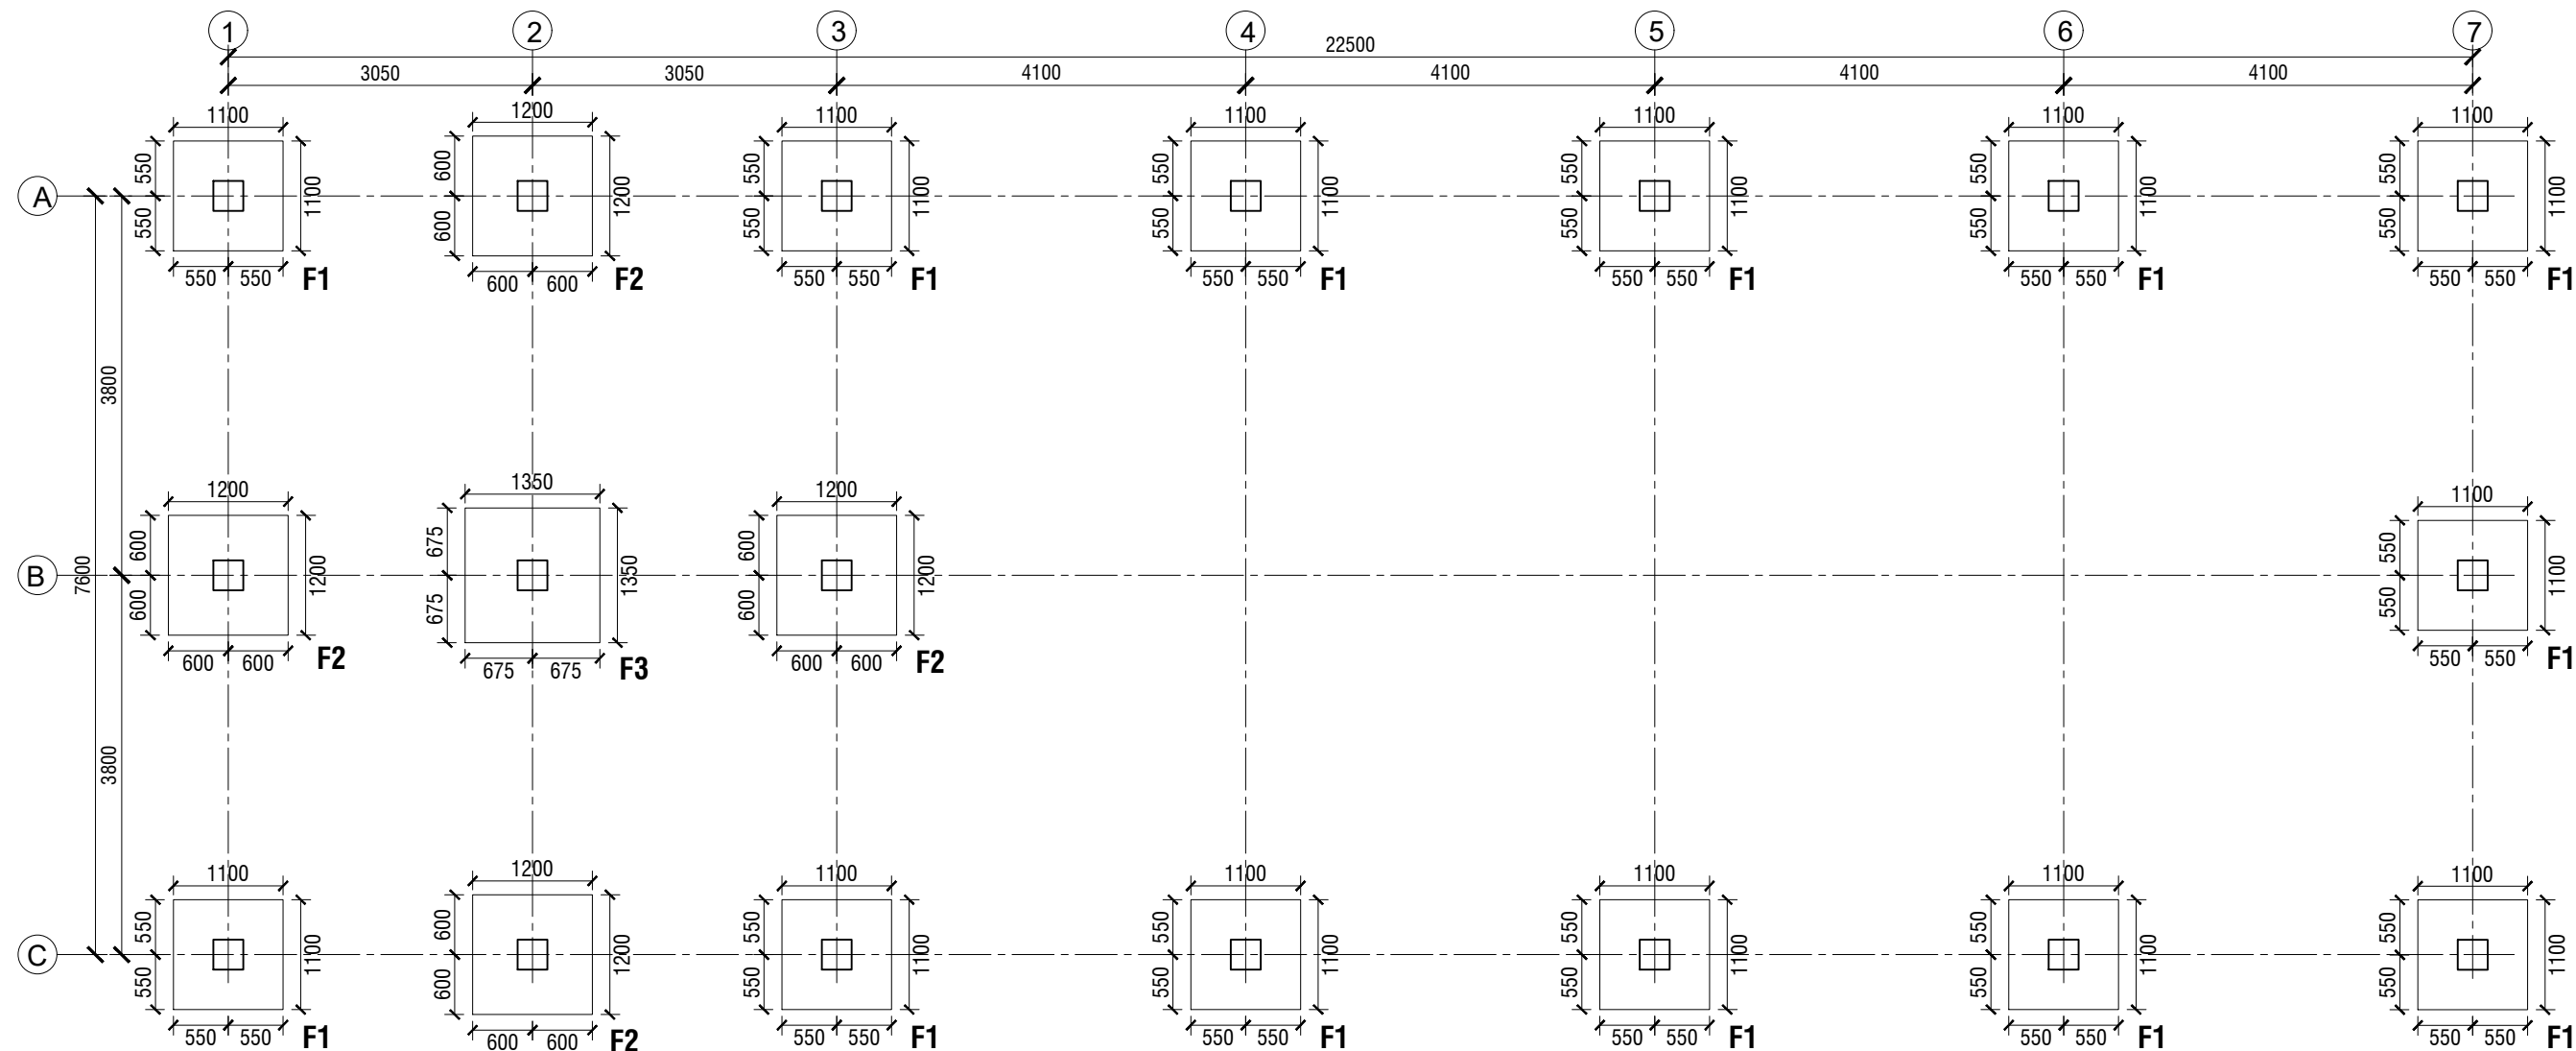 1 2 3 4 5 6 7
22500
3050 3050 4100 4100 4100 4100
1100 1200 1100 1100 1100 1100 1100
A
550 550 1100 600 600 1200 550 550 1100 550 550 1100 550 550 1100 550 550 1100 550 550 1100
550 550 F1 600 600 F2 550 550 F1 550 550 F1 550 550 F1 550 550 F1 550 550 F1
3800
1200 1350 1200 1100
B
7600
600 600 1200 675 675 1350 600 600 1200 550 550 1100
600 600 F2 675 675 F3 600 600 F2 550 550 F1
3800
1100 1200 1100 1100 1100 1100 1100
C
550 550 1100 600 600 1200 550 550 1100 550 550 1100 550 550 1100 550 550 1100 550 550 1100
550 550 F1 600 600 F2 550 550 F1 550 550 F1 550 550 F1 550 550 F1 550 550 F1